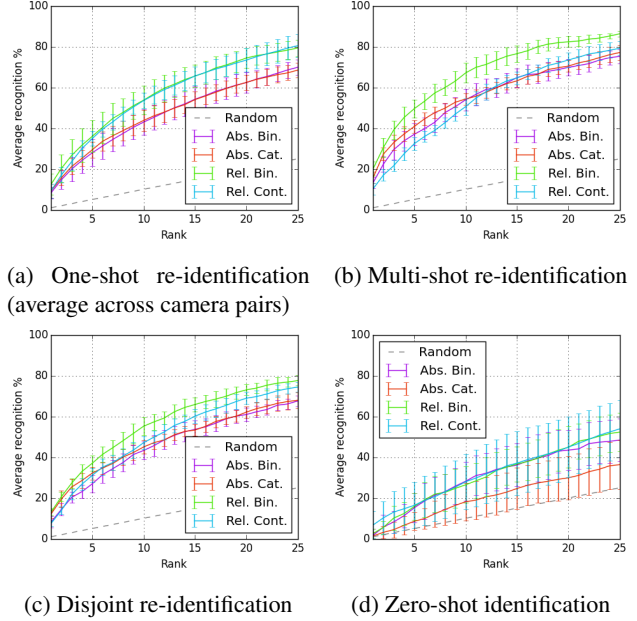 100
80
60
40
20
0
Average recognition %
5 10 15 20 25
Rank
Random
Abs. Bin.
Abs. Cat.
Rel. Bin.
Rel. Cont.
(a) One-shot re-identification
(average across camera pairs)
100
80
60
40
20
0
Average recognition %
5 10 15 20 25
Rank
Random
Abs. Bin.
Abs. Cat.
Rel. Bin.
Rel. Cont.
(b) Multi-shot re-identification
100
80
60
40
20
0
Average recognition %
5 10 15 20 25
Rank
Random
Abs. Bin.
Abs. Cat.
Rel. Bin.
Rel. Cont.
(c) Disjoint re-identification
100
80
60
40
20
0
Average recognition %
5 10 15 20 25
Rank
Random
Abs. Bin.
Abs. Cat.
Rel. Bin.
Rel. Cont.
(d) Zero-shot identification